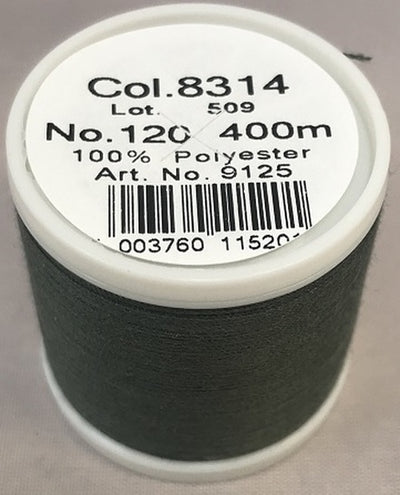 Col.8314
Lot. 509
No.120 400m
100% Polyester
Art. No. 9125
003760 115201